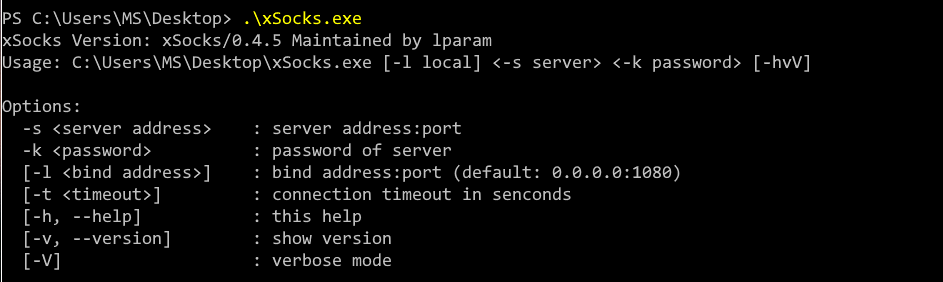 PS C:\Users\MS\Desktop> .\xSocks.exe
xSocks Version: xSocks/0.4.5 Maintained by lparam
Usage: C:\Users\MS\Desktop\xSocks.exe [-l local] <-s server> <-k password> [-hvV]
Options:
-s <server address> : server address:port
-k <password> : password of server
[-l <bind address>] : bind address:port (default: 0.0.0.0:1080)
[-t <timeout>] : connection timeout in senconds
[-h, --help] : this help
[-v, --version] : show version
[-V] : verbose mode